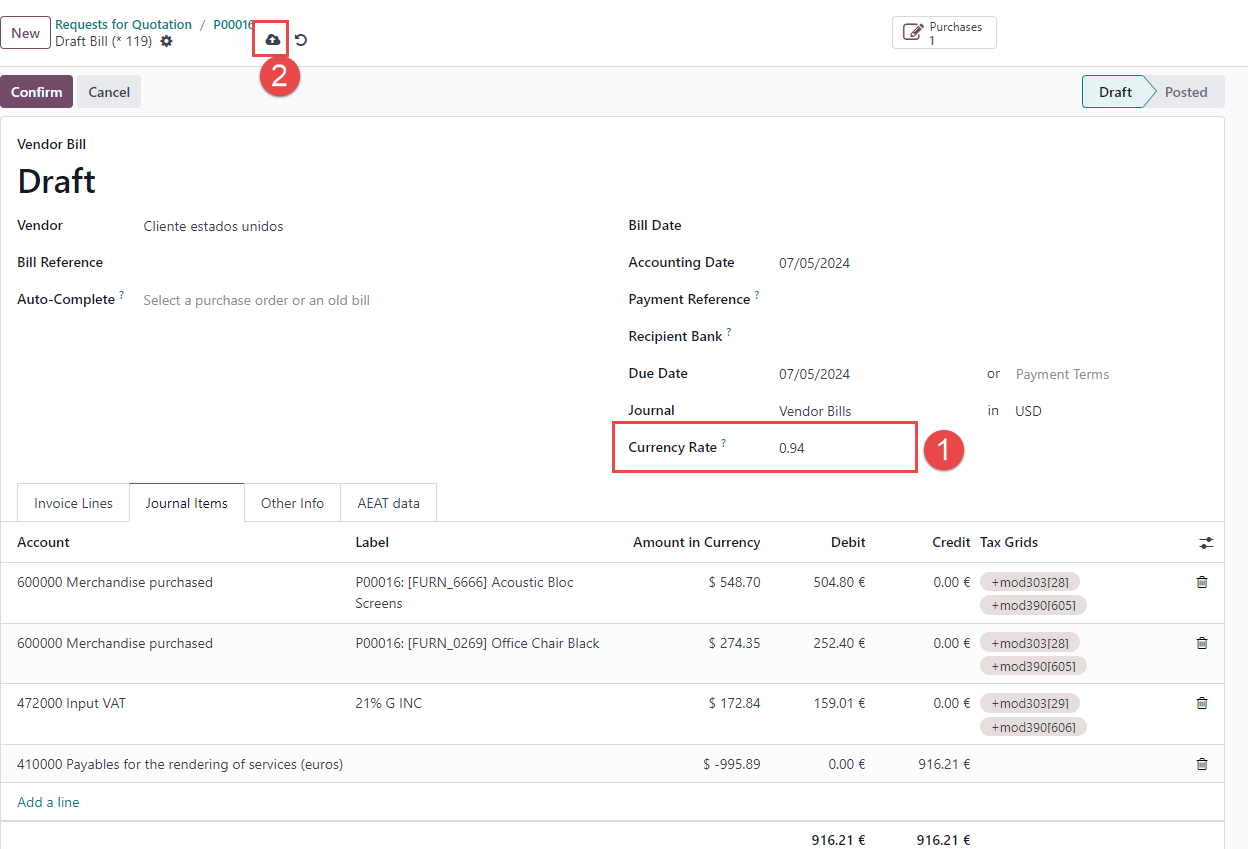 New
Requests for Quotation / P00016
Draft Bill (* 119)
2
Purchases
1
Confirm
Cancel
Draft
Posted
Vendor Bill
Draft
Vendor
Cliente estados unidos
Bill Reference
Auto-Complete ?
Select a purchase order or an old bill
Bill Date
Accounting Date
07/05/2024
Payment Reference ?
Recipient Bank ?
Due Date
07/05/2024
or
Payment Terms
Journal
Vendor Bills
in
USD
Currency Rate ?
0.94
1
Invoice Lines
Journal Items
Other Info
AEAT data
Account
Label
Amount in Currency
Debit
Credit
Tax Grids
600000 Merchandise purchased
P00016: [FURN_6666] Acoustic Bloc
Screens
$ 548.70
504.80 €
0.00 €
+mod303[28]
+mod390[605]
600000 Merchandise purchased
P00016: [FURN_0269] Office Chair Black
$ 274.35
252.40 €
0.00 €
+mod303[28]
+mod390[605]
472000 Input VAT
21% G INC
$ 172.84
159.01 €
0.00 €
+mod303[29]
+mod390[606]
410000 Payables for the rendering of services (euros)
$ -995.89
0.00 €
916.21 €
Add a line
916.21 €
916.21 €